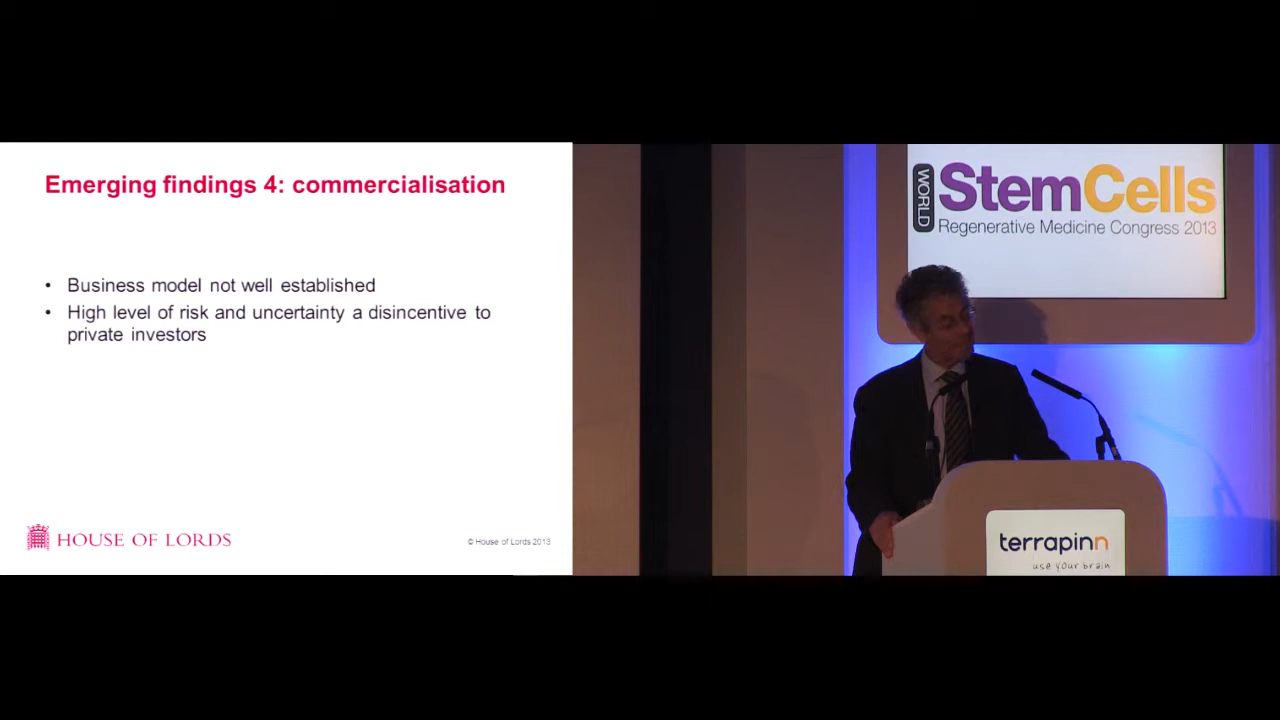 Emerging findings 4: commercialisation
• Business model not well established
• High level of risk and uncertainty a disincentive to
private investors
HOUSE OF LORDS
© House of Lords 2013
WORLD
StemCells
Regenerative Medicine Congress 2013
terrapinn
use your brain